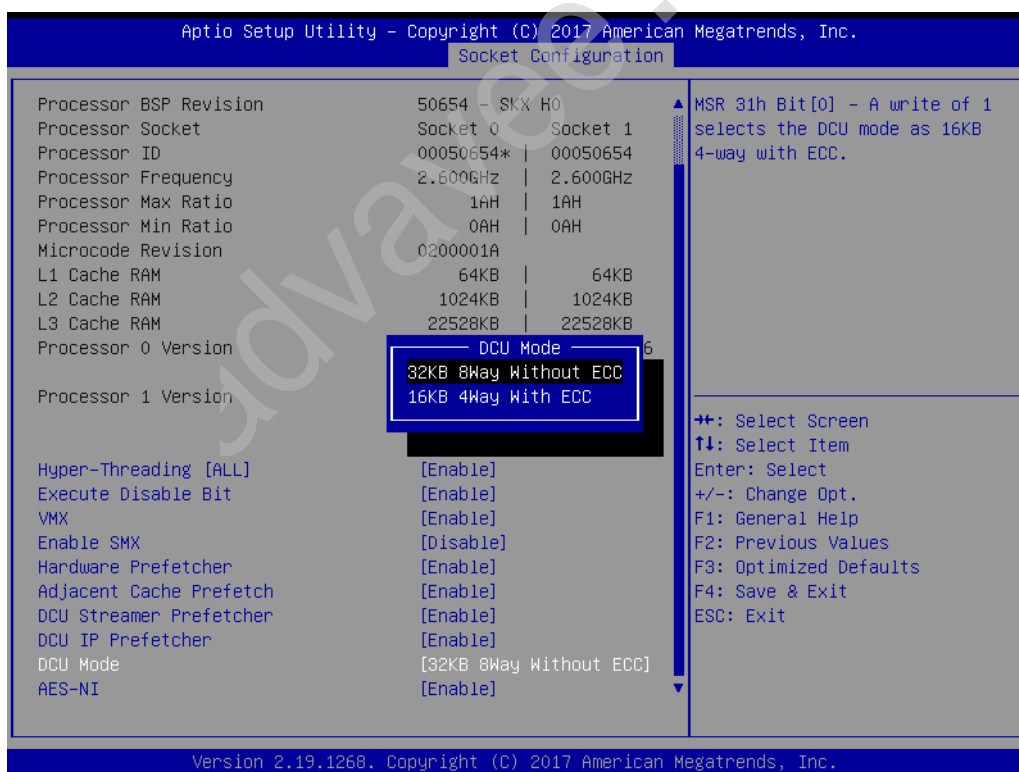 Aptio Setup Utility – Copyright (C) 2017 American Megatrends, Inc.
Socket Configuration
Processor BSP Revision 50654 – SKX H0
Processor Socket Socket 0 Socket 1
Processor ID 00050654* | 00050654
Processor Frequency 2.600GHz | 2.600GHz
Processor Max Ratio 1AH | 1AH
Processor Min Ratio 0AH | 0AH
Microcode Revision 0200001A
L1 Cache RAM 64KB | 64KB
L2 Cache RAM 1024KB | 1024KB
L3 Cache RAM 22528KB | 22528KB
Processor 0 Version 6
Processor 1 Version
DCU Mode
32KB 8Way Without ECC
16KB 4Way With ECC
Hyper-Threading [ALL] [Enable]
Execute Disable Bit [Enable]
VMX [Enable]
Enable SMX [Disable]
Hardware Prefetcher [Enable]
Adjacent Cache Prefetch [Enable]
DCU Streamer Prefetcher [Enable]
DCU IP Prefetcher [Enable]
DCU Mode [32KB 8Way Without ECC]
AES-NI [Enable]
MSR 31h Bit[0] – A write of 1
selects the DCU mode as 16KB
4-way with ECC.
→←: Select Screen
↑↓: Select Item
Enter: Select
+/-: Change Opt.
F1: General Help
F2: Previous Values
F3: Optimized Defaults
F4: Save & Exit
ESC: Exit
Version 2.19.1268. Copyright (C) 2017 American Megatrends, Inc.